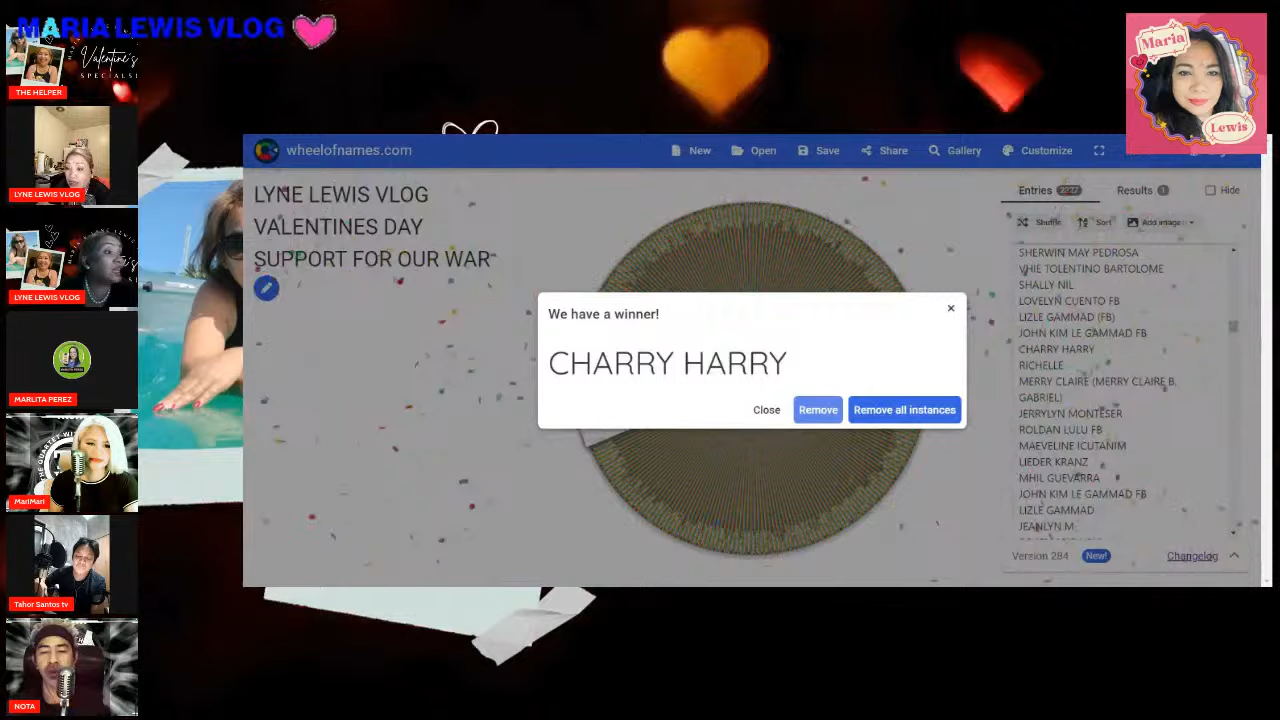 MARIA LEWIS VLOG
Valentine's
SPECIALS!
THE HELPER
LYNE LEWIS VLOG
LYNE LEWIS VLOG
MARLITA PEREZ
MariMari
Tahor Santos tv
NOTA
Maria
Lewis
wheelofnames.com
New
Open
Save
Share
Gallery
Customize
LYNE LEWIS VLOG
VALENTINES DAY
SUPPORT FOR OUR WAR
We have a winner!
×
CHARRY HARRY
Close
Remove
Remove all instances
Entries
Results 1
Hide
Shuffle
Sort
Add image
SHERWIN MAY PEDROSA
VHIE TOLENTINO BARTOLOME
SHALLY NIL
LOVELYN CUENTO FB
LIZLE GAMMAD (FB)
JOHN KIM LE GAMMAD FB
CHARRY HARRY
RICHELLE
MERRY CLAIRE (MERRY CLAIRE B.
GABRIEL)
JERRYLYN MONTESER
ROLDAN LULU FB
MAEVELINE ICUTANIM
LIEDER KRANZ
MHIL GUEVARRA
JOHN KIM LE GAMMAD FB
LIZLE GAMMAD
JEANLYN M
Version 284
New!
Changelog